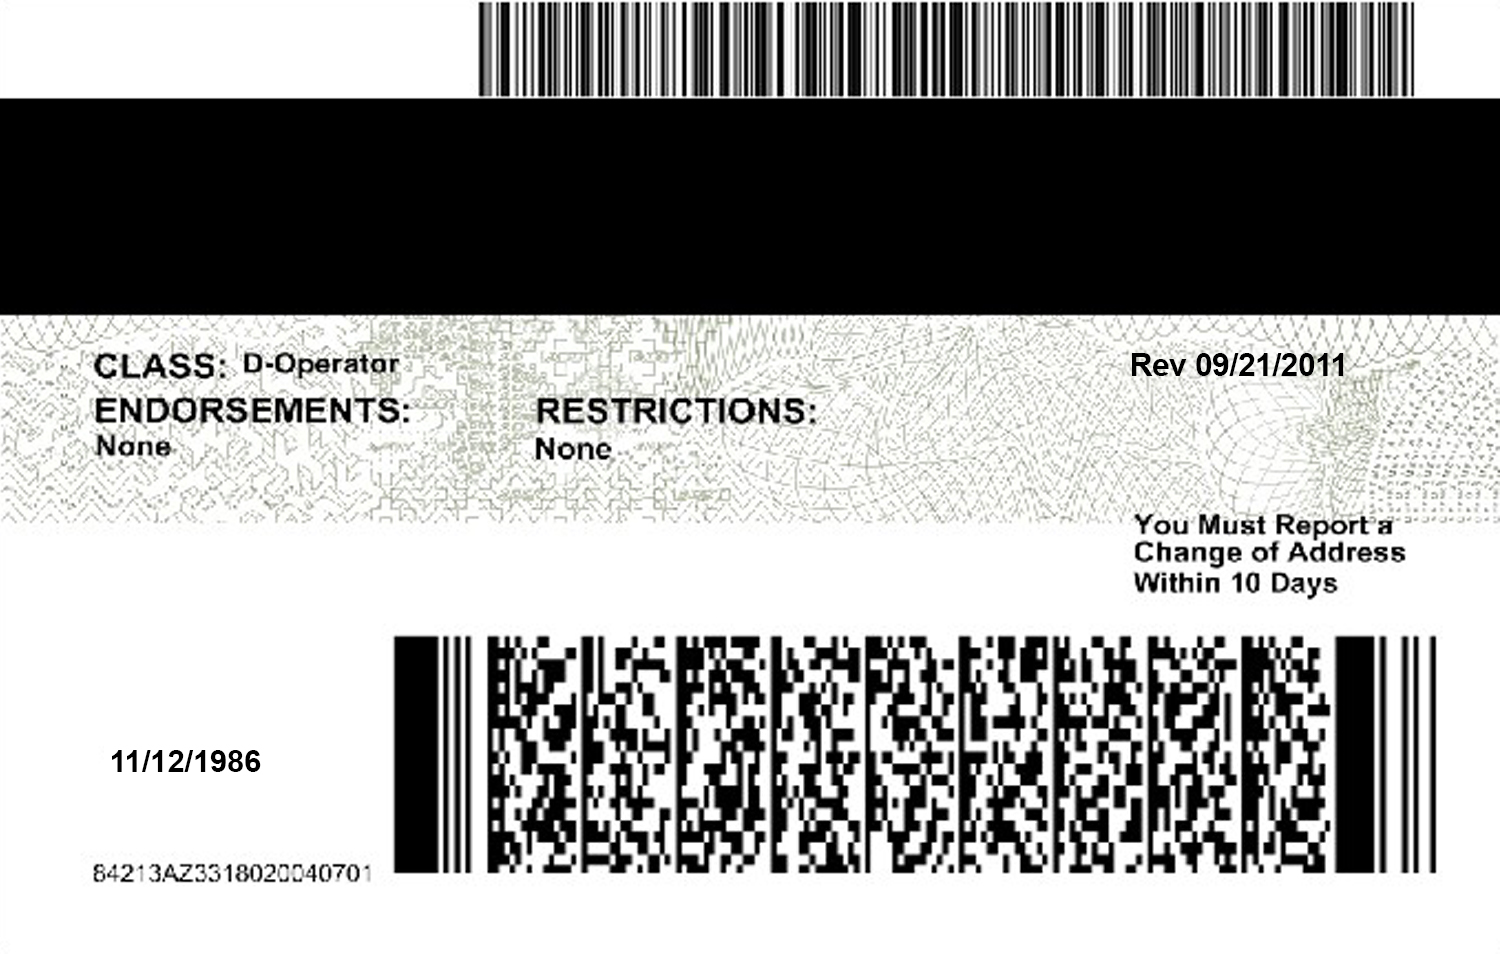 CLASS: D-Operator
Rev 09/21/2011
ENDORSEMENTS:
None
RESTRICTIONS:
None
You Must Report a
Change of Address
Within 10 Days
11/12/1986
84213AZ3318020040701